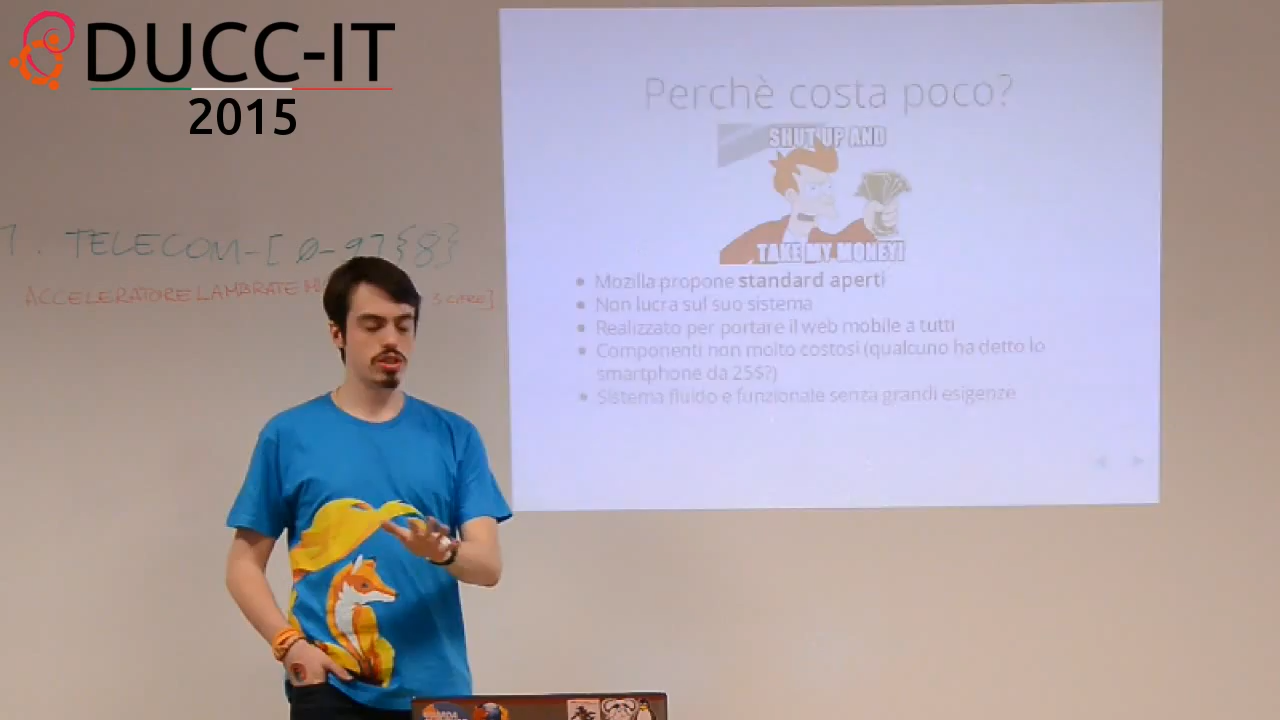 DUCC-IT
2015
Perchè costa poco?
SHUT UP AND
TAKE MY MONEY!
Mozilla propone standard aperti
Non lucra sul suo sistema
Realizzato per portare il web mobile a tutti
Componenti non molto costosi (qualcuno ha detto lo
smartphone da 25$?)
Sistema fluido e funzionale senza grandi esigenze
TELECOM-[0-9]{8}
ACCELERATORE LAMBRATE